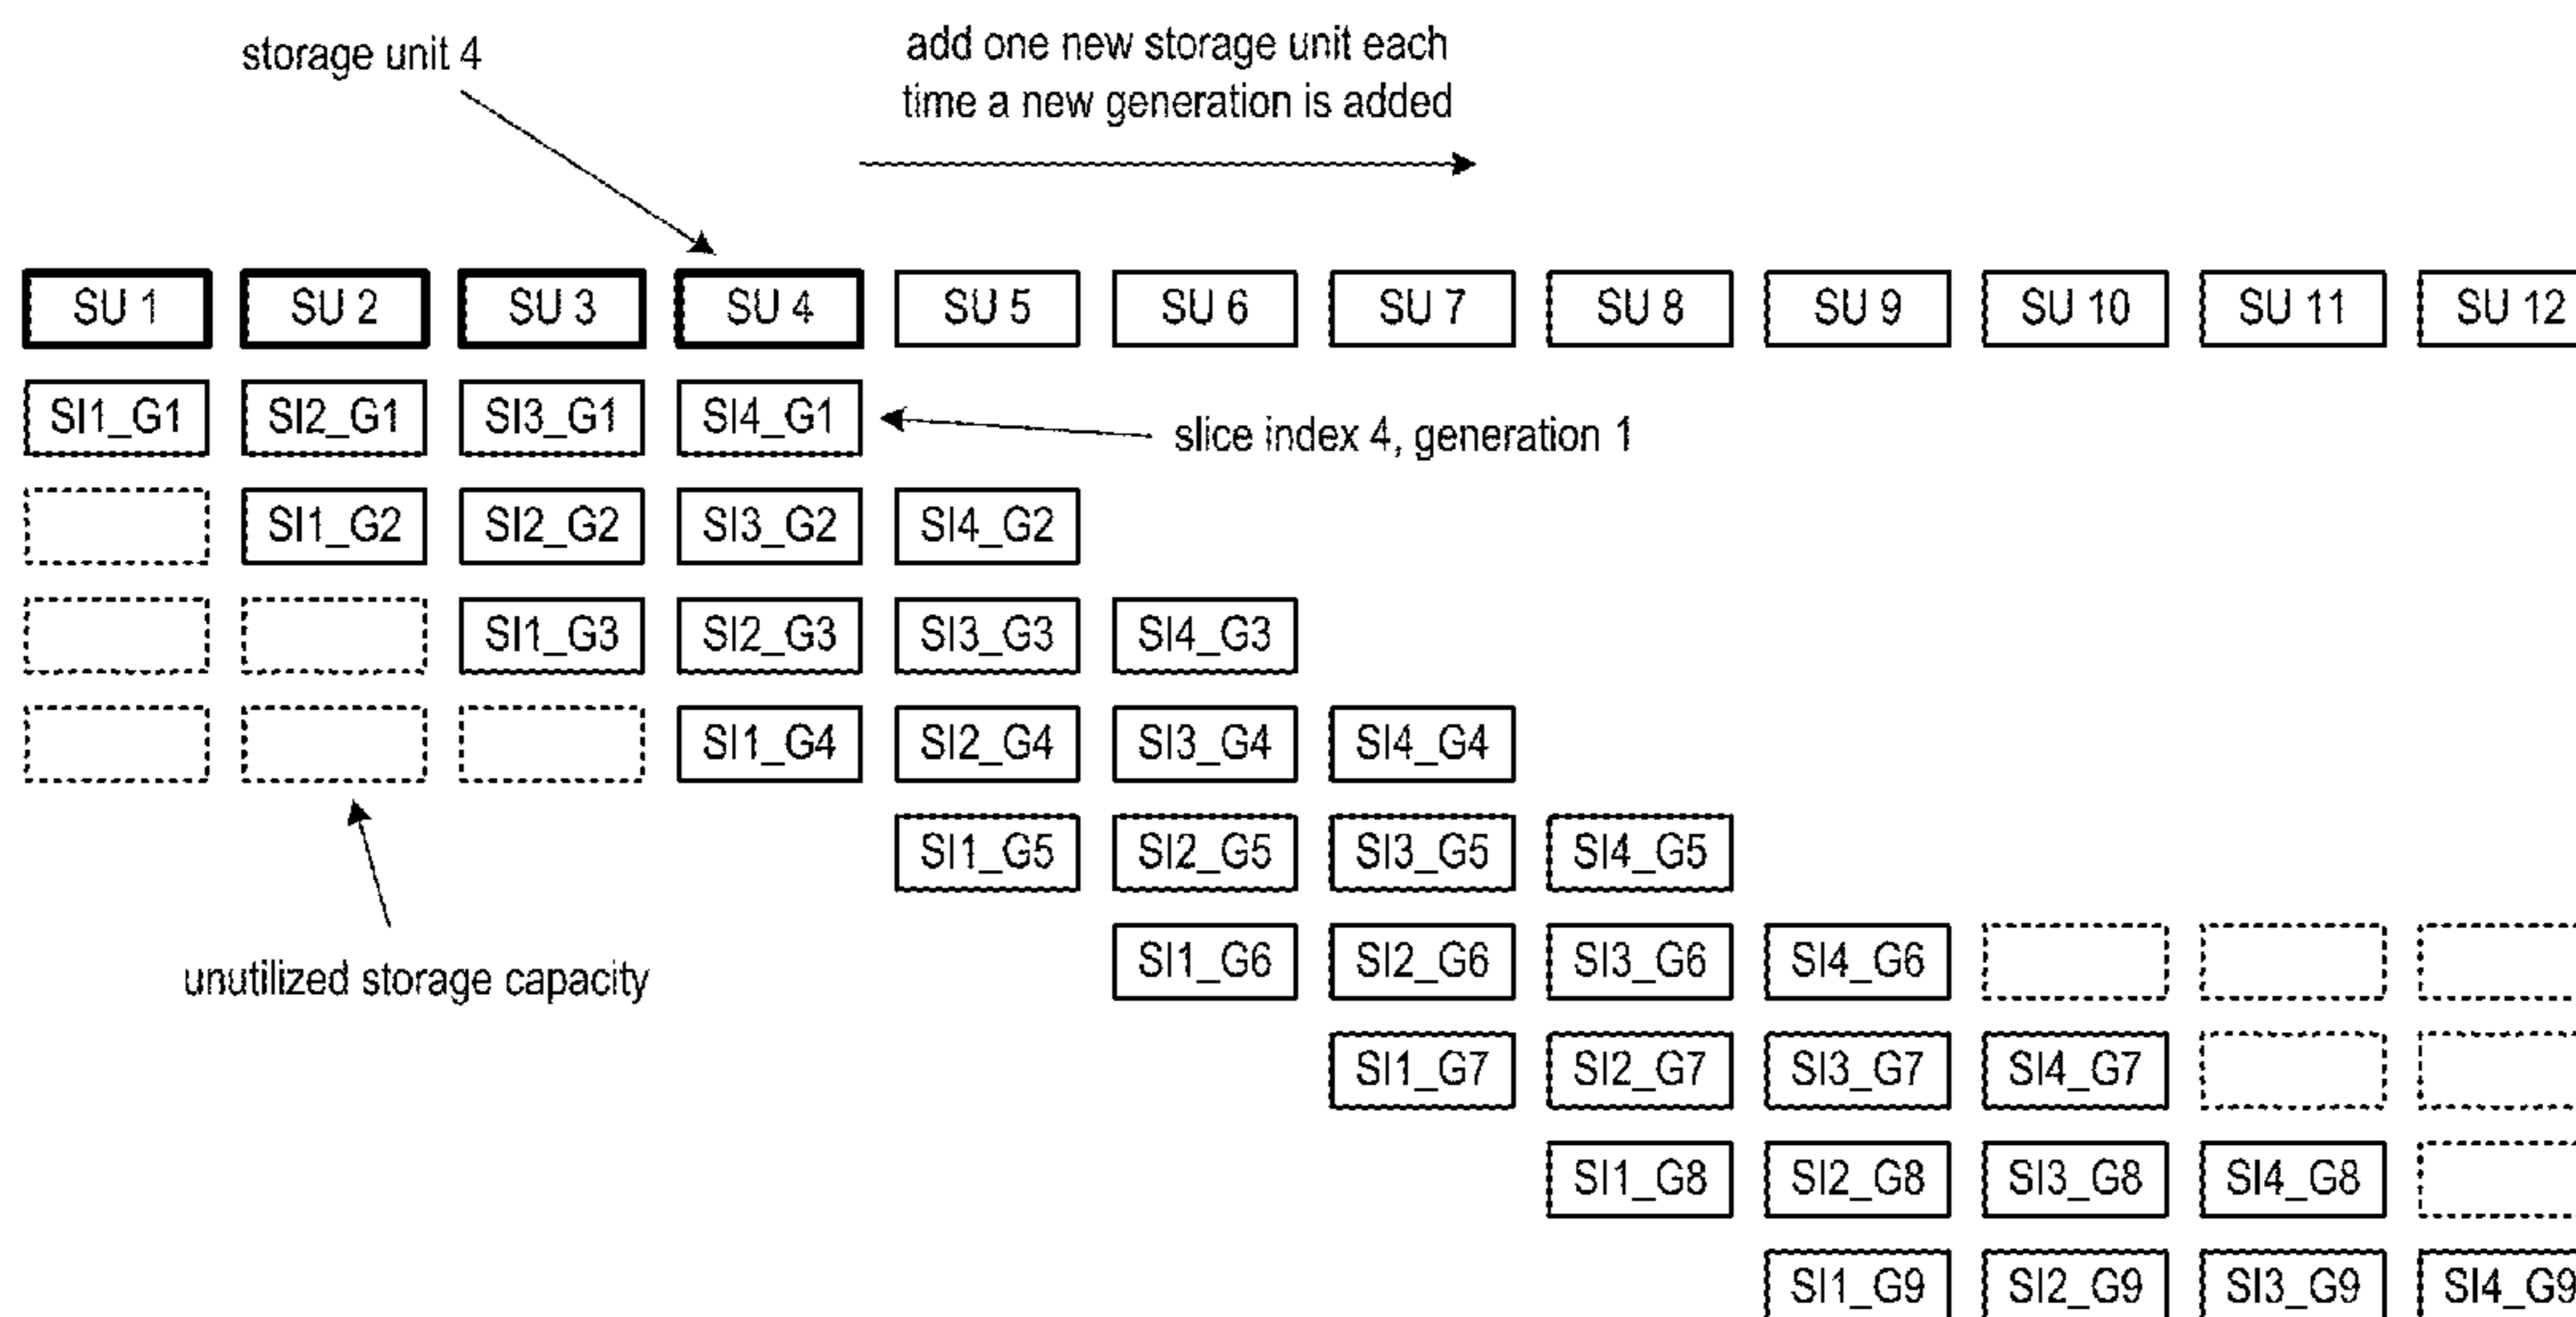 storage unit 4
add one new storage unit each
time a new generation is added
SU 1 SU 2 SU 3 SU 4 SU 5 SU 6 SU 7 SU 8 SU 9 SU 10 SU 11 SU 12
SI1_G1 SI2_G1 SI3_G1 SI4_G1
slice index 4, generation 1
SI1_G2 SI2_G2 SI3_G2 SI4_G2
SI1_G3 SI2_G3 SI3_G3 SI4_G3
SI1_G4 SI2_G4 SI3_G4 SI4_G4
SI1_G5 SI2_G5 SI3_G5 SI4_G5
unutilized storage capacity
SI1_G6 SI2_G6 SI3_G6 SI4_G6
SI1_G7 SI2_G7 SI3_G7 SI4_G7
SI1_G8 SI2_G8 SI3_G8 SI4_G8
SI1_G9 SI2_G9 SI3_G9 SI4_G9